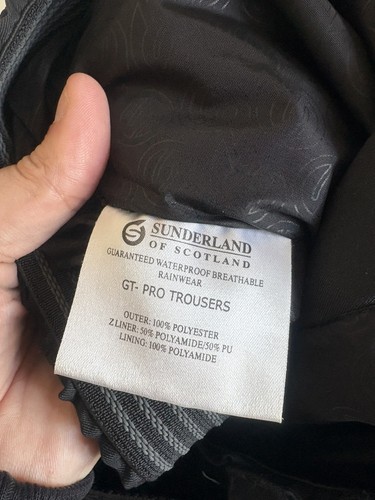 SUNDERLAND
OF SCOTLAND
GUARANTEED WATERPROOF BREATHABLE
RAINWEAR
GT- PRO TROUSERS
OUTER: 100% POLYESTER
Z LINER: 50% POLYAMIDE/50% PU
LINING: 100% POLYAMIDE